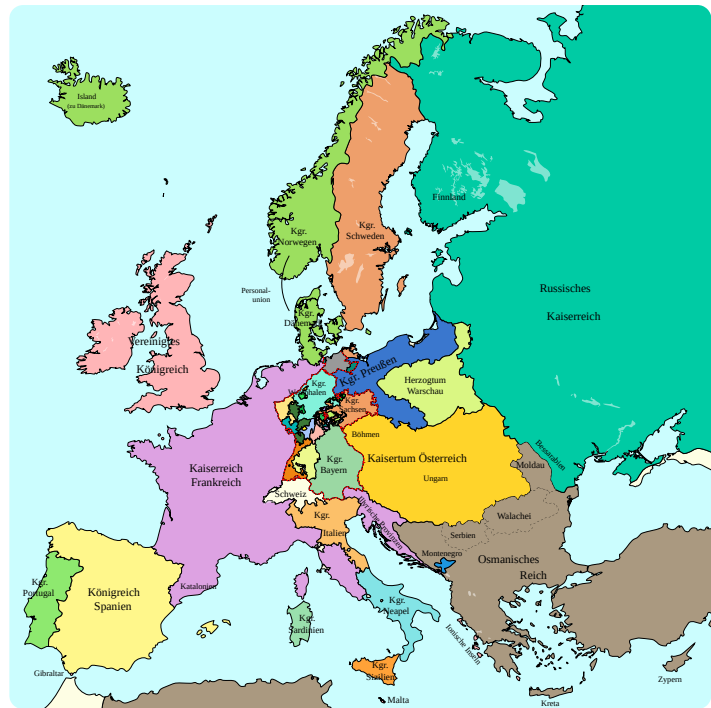 Island
(zu Dänemark)
Finnland
Kgr.
Norwegen
Kgr.
Schweden
Personal-
union
Kgr.
Dänemark
Russisches
Kaiserreich
Vereinigtes
Königreich
Kgr. Preußen
Kgr.
Westphalen
Herzogtum
Warschau
Kgr.
Sachsen
Böhmen
Kaisertum Österreich
Ungarn
Kaiserreich
Frankreich
Kgr.
Bayern
Schweiz
Kgr.
Italien
Illyrische Provinzen
Moldau
Bessarabien
Walachei
Serbien
Montenegro
Osmanisches
Reich
Kgr.
Portugal
Königreich
Spanien
Katalonien
Kgr.
Sardinien
Kgr.
Neapel
Ionische Inseln
Kgr.
Sizilien
Gibraltar
Malta
Kreta
Zypern